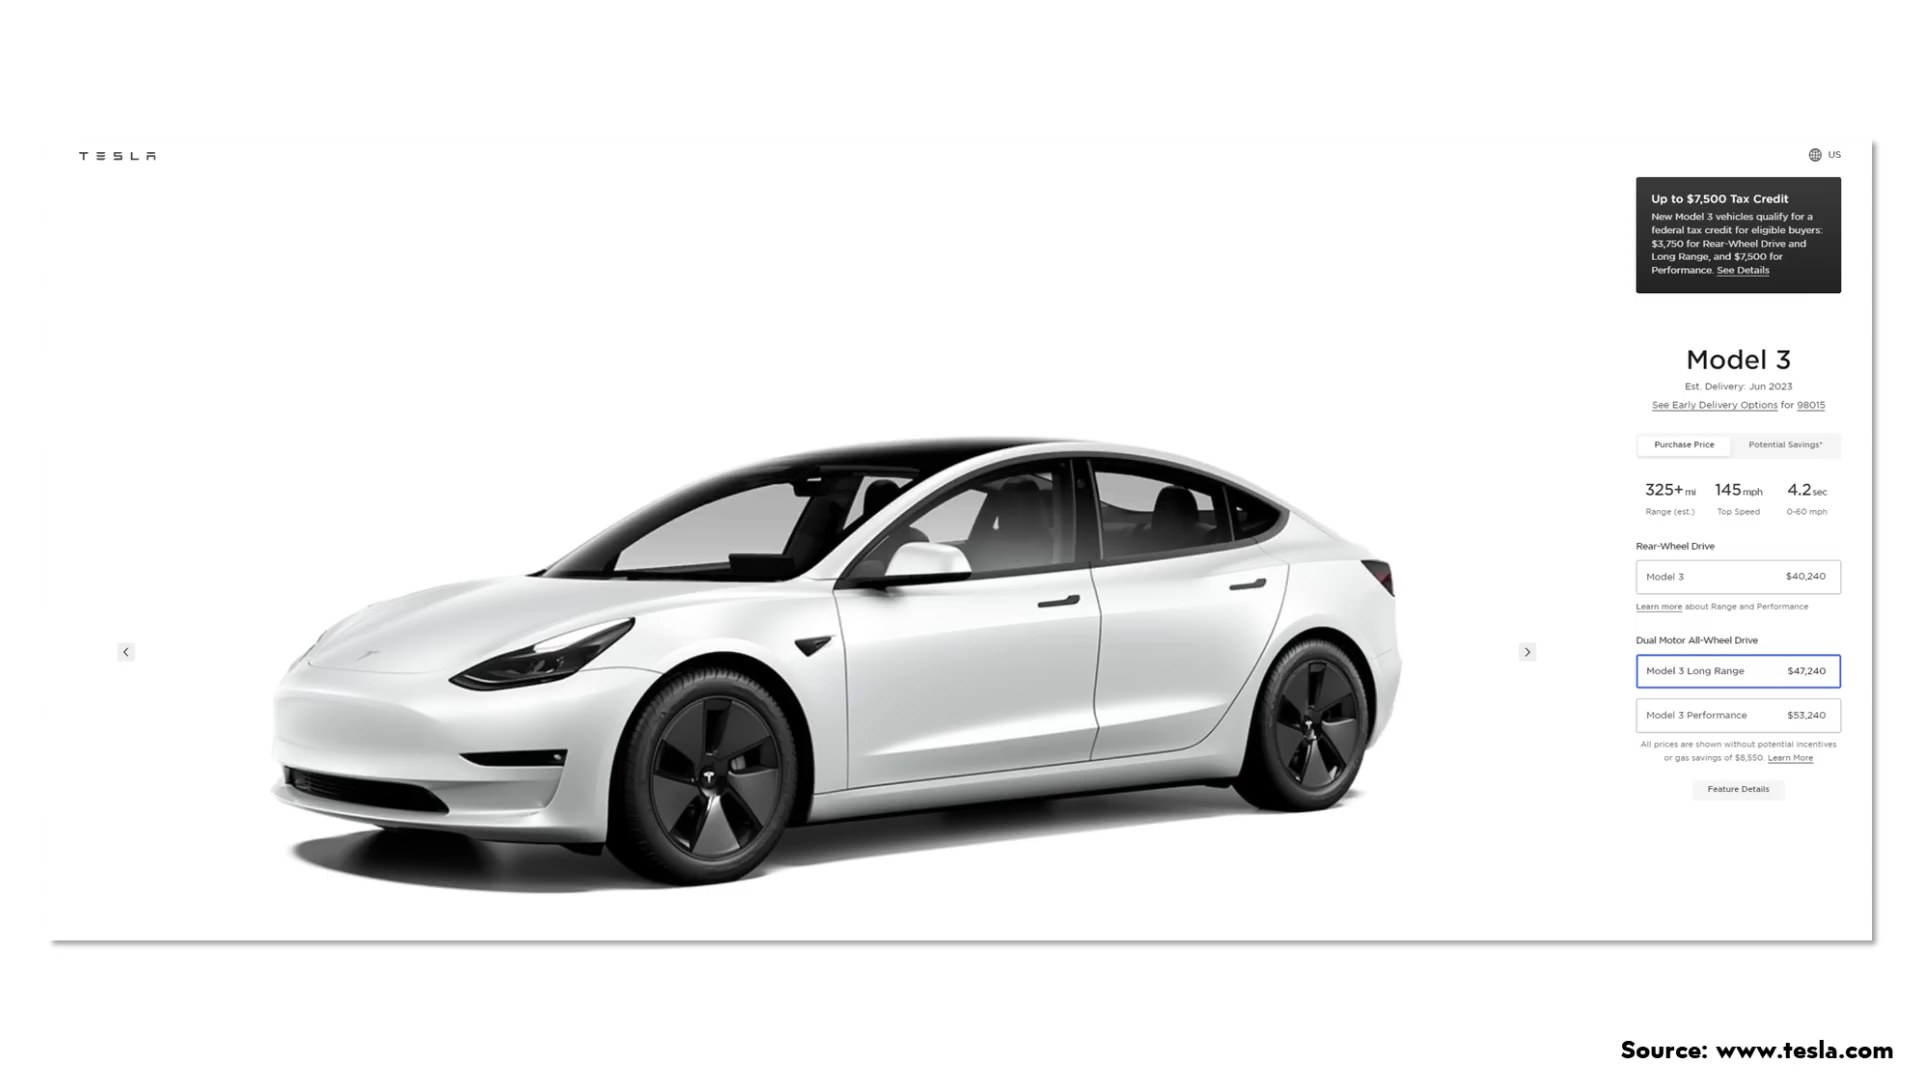 TESLA
US
Up to $7,500 Tax Credit
New Model 3 vehicles qualify for a
federal tax credit for eligible buyers:
$3,750 for Rear-Wheel Drive and
Long Range, and $7,500 for
Performance. See Details
Model 3
Est. Delivery: Jun 2023
See Early Delivery Options for 98015
Purchase Price Potential Savings*
325+ mi 145 mph 4.2 sec
Range (est.) Top Speed 0-60 mph
Rear-Wheel Drive
Model 3 $40,240
Learn more about Range and Performance
Dual Motor All-Wheel Drive
Model 3 Long Range $47,240
Model 3 Performance $53,240
All prices are shown without potential incentives
or gas savings of $8,550. Learn More
Feature Details
Source: www.tesla.com